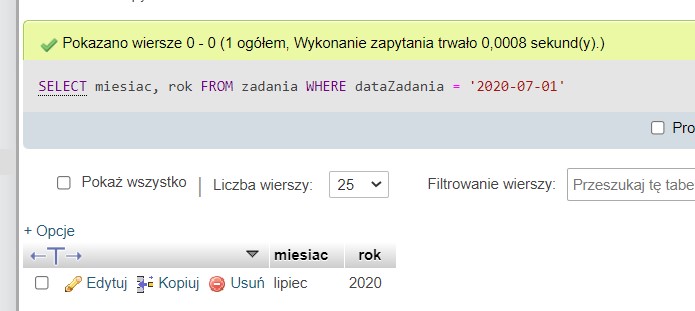 Pokazano wiersze 0 - 0 (1 ogółem, Wykonanie zapytania trwało 0,0008 sekund(y).)
SELECT miesiac, rok FROM zadania WHERE dataZadania = '2020-07-01'
Pro
Pokaż wszystko | Liczba wierszy: 25 Filtrowanie wierszy: Przeszukaj tę tabe
+ Opcje
←T→ miesiac rok
Edytuj Kopiuj Usuń lipiec 2020